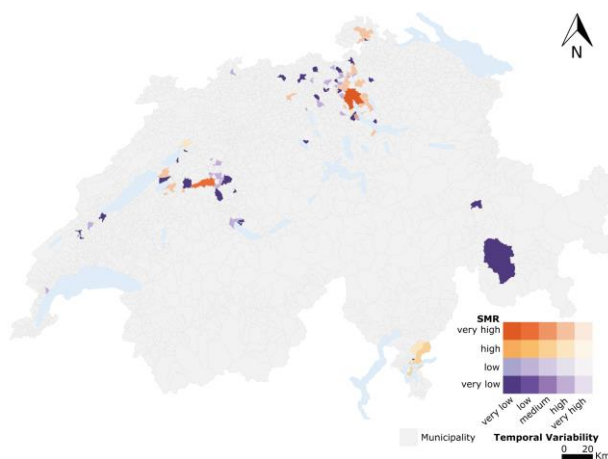 N
SMR
very high
high
low
very low
very low
low
medium
high
very high
Municipality
Temporal Variability
0 20
Km